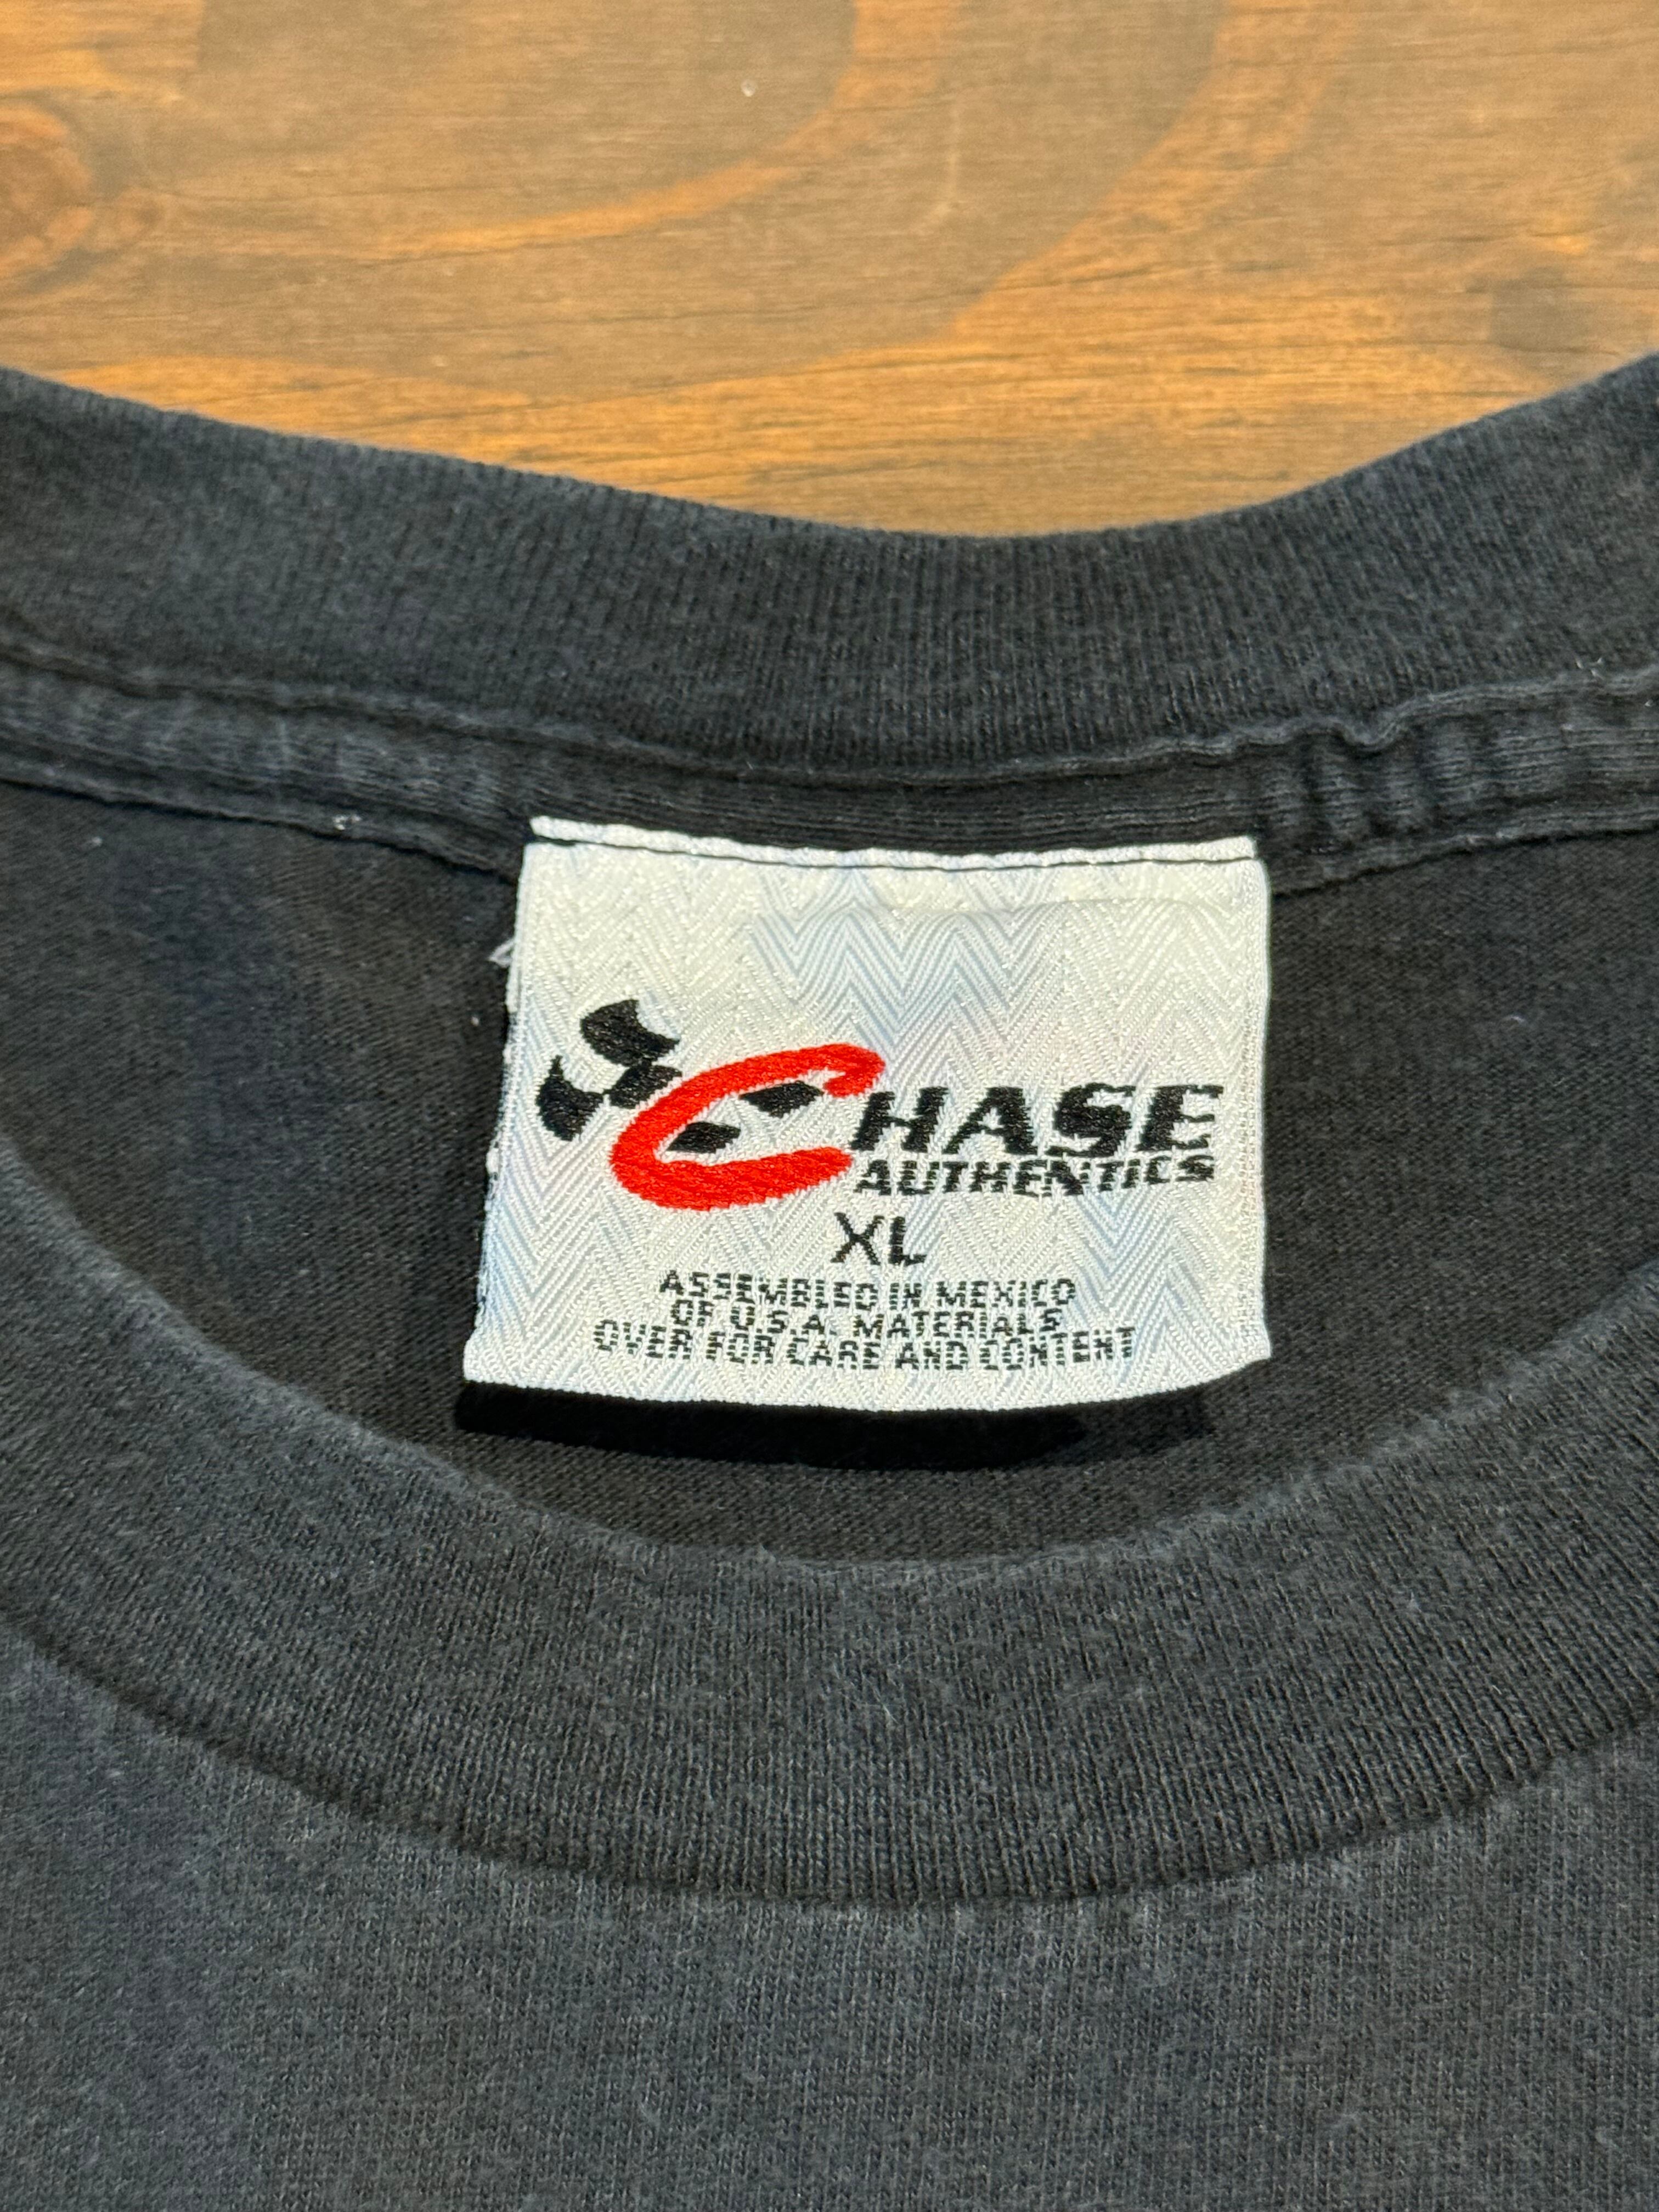 CHASE
AUTHENTICS
XL
ASSEMBLED IN MEXICO
OF U.S.A. MATERIALS
OVER FOR CARE AND CONTENT